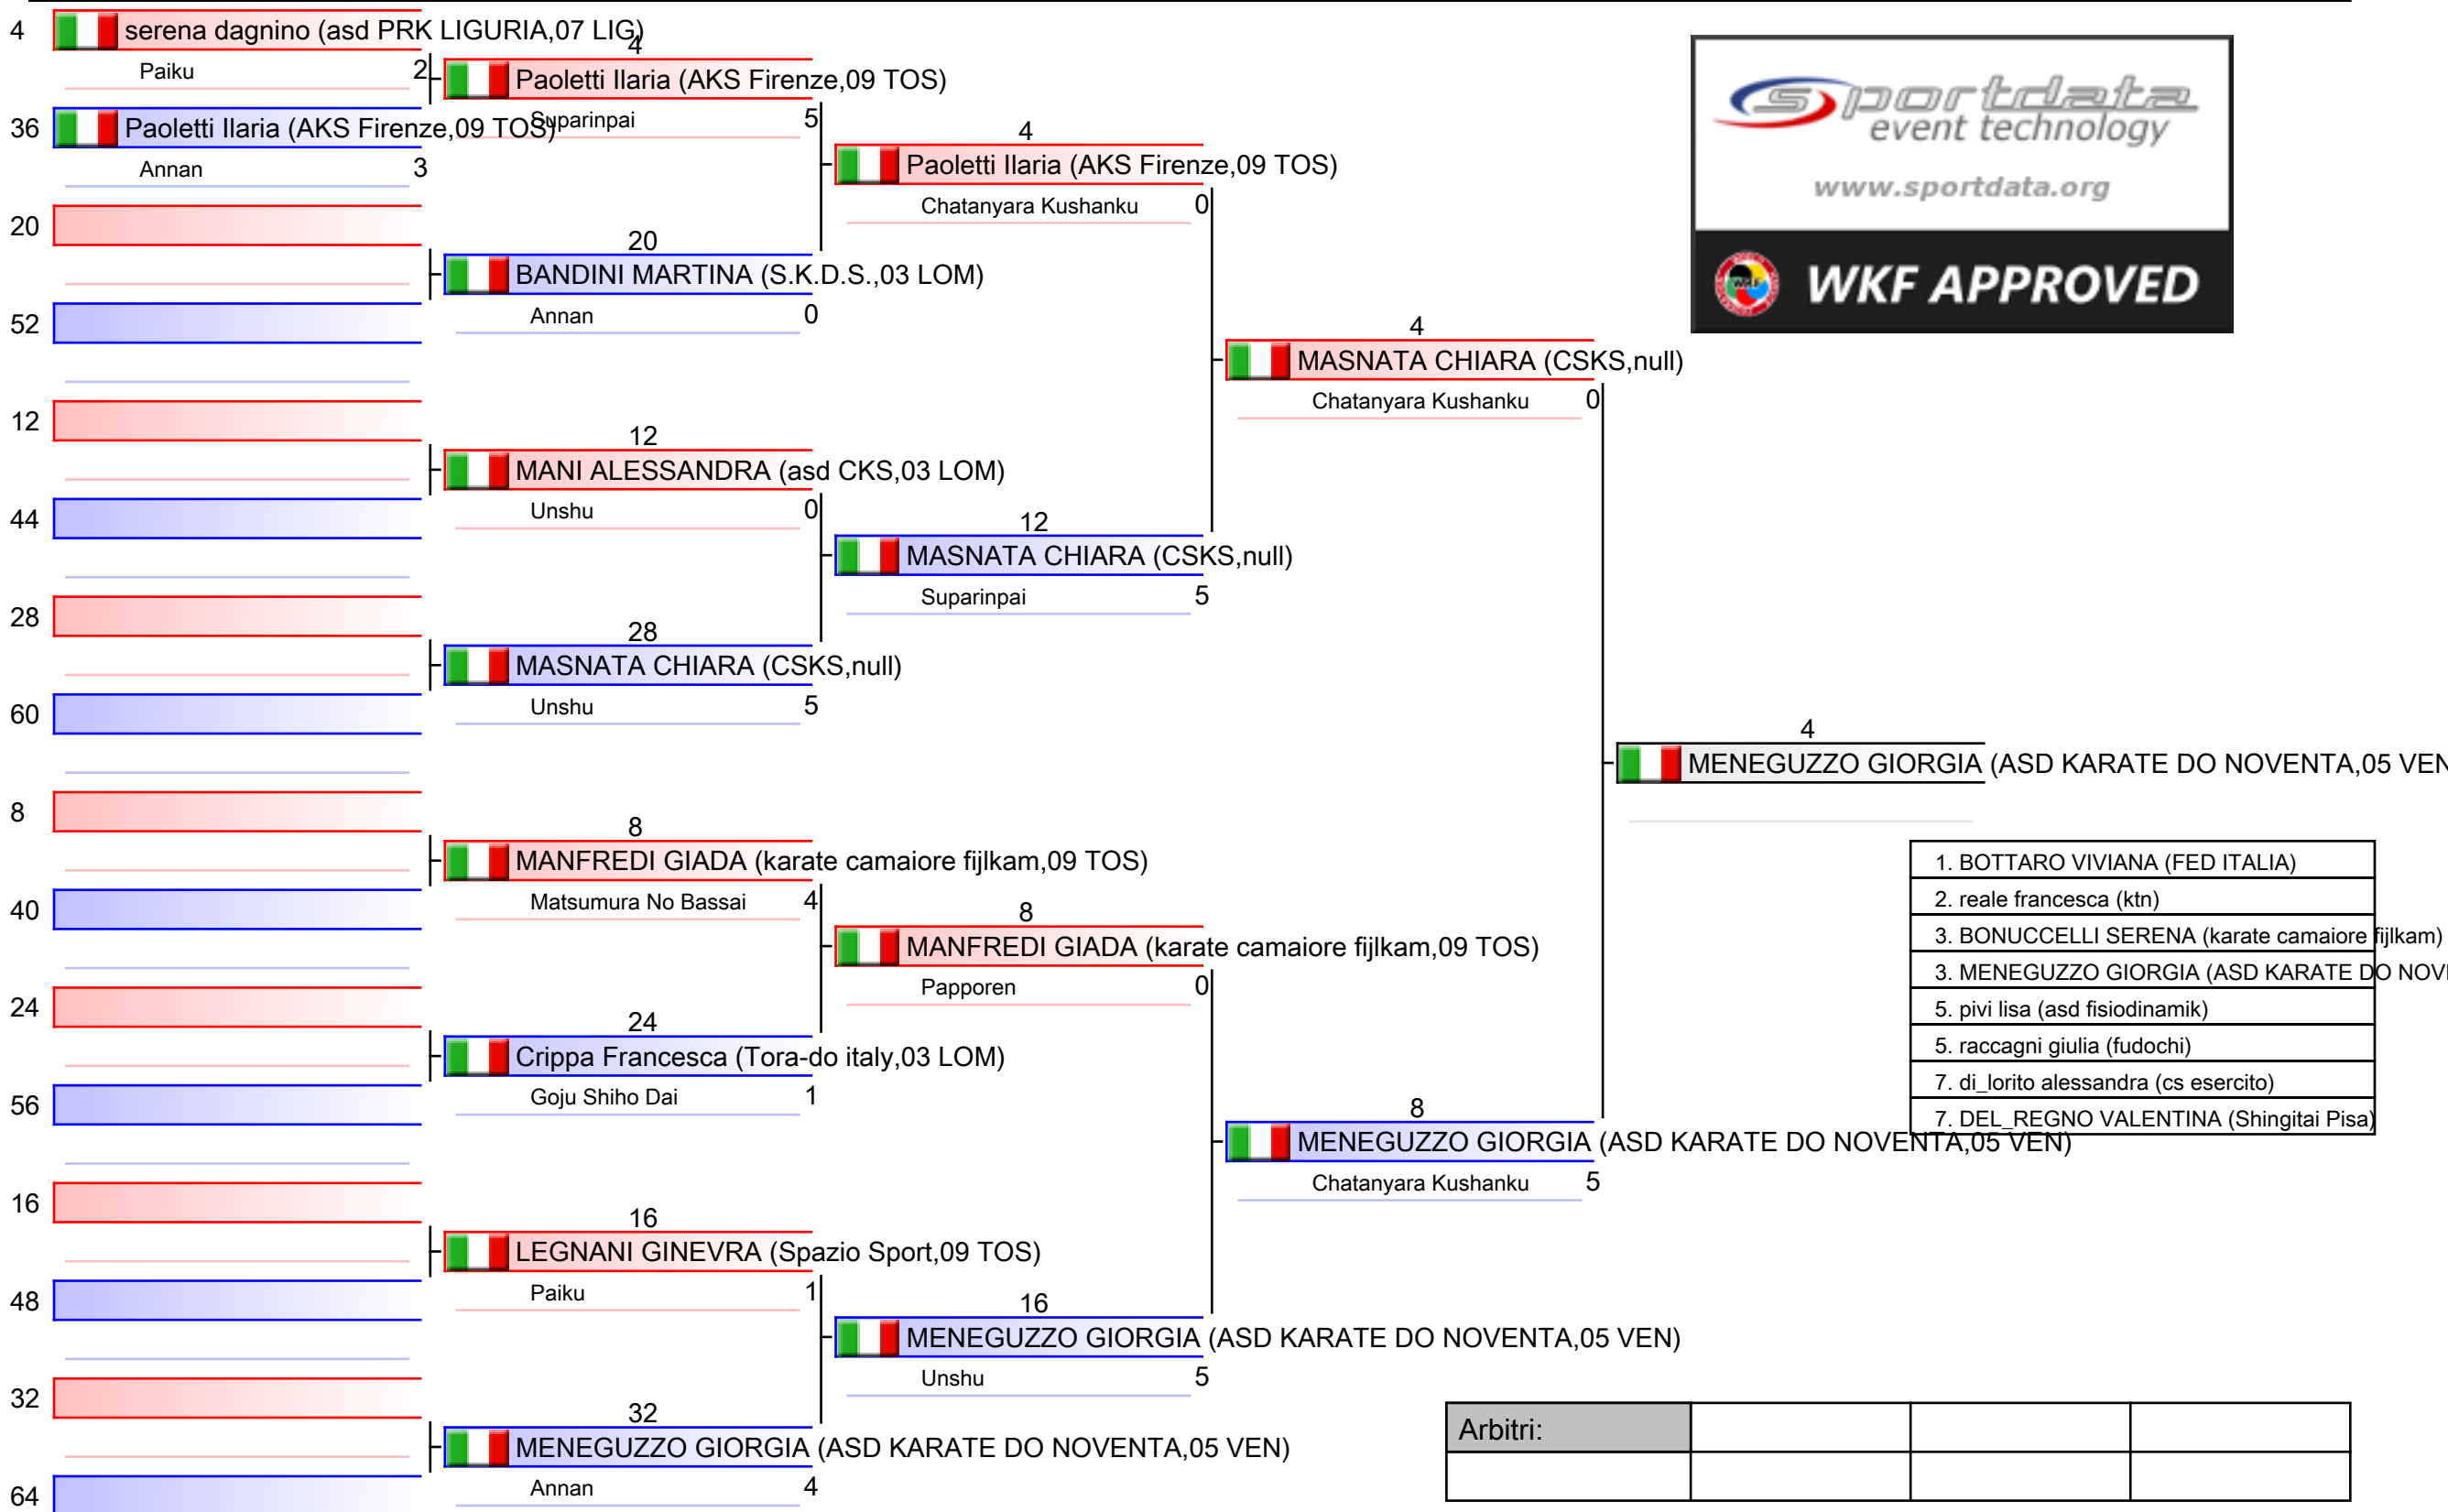 4
serena dagnino (asd PRK LIGURIA,07 LIG)
Paiku
2
36
Paoletti Ilaria (AKS Firenze,09 TOS)
Annan
3
20
52
12
44
28
60
8
40
24
56
16
48
32
64
4
Paoletti Ilaria (AKS Firenze,09 TOS)
Suparinpai
5
20
BANDINI MARTINA (S.K.D.S.,03 LOM)
Annan
0
12
MANI ALESSANDRA (asd CKS,03 LOM)
Unshu
0
28
MASNATA CHIARA (CSKS,null)
Unshu
5
8
MANFREDI GIADA (karate camaiore fijlkam,09 TOS)
Matsumura No Bassai
4
24
Crippa Francesca (Tora-do italy,03 LOM)
Goju Shiho Dai
1
16
LEGNANI GINEVRA (Spazio Sport,09 TOS)
Paiku
1
32
MENEGUZZO GIORGIA (ASD KARATE DO NOVENTA,05 VEN)
Annan
4
4
Paoletti Ilaria (AKS Firenze,09 TOS)
Chatanyara Kushanku
0
12
MASNATA CHIARA (CSKS,null)
Suparinpai
5
8
MANFREDI GIADA (karate camaiore fijlkam,09 TOS)
Papporen
0
16
MENEGUZZO GIORGIA (ASD KARATE DO NOVENTA,05 VEN)
Unshu
5
4
MASNATA CHIARA (CSKS,null)
Chatanyara Kushanku
0
8
MENEGUZZO GIORGIA (ASD KARATE DO NOVENTA,05 VEN)
Chatanyara Kushanku
5
4
MENEGUZZO GIORGIA (ASD KARATE DO NOVENTA,05 VEN
sportdata
event technology
www.sportdata.org
WKF APPROVED
1. BOTTARO VIVIANA (FED ITALIA)
2. reale francesca (ktn)
3. BONUCCELLI SERENA (karate camaiore fijlkam)
3. MENEGUZZO GIORGIA (ASD KARATE DO NOV
5. pivi lisa (asd fisiodinamik)
5. raccagni giulia (fudochi)
7. di_lorito alessandra (cs esercito)
7. DEL_REGNO VALENTINA (Shingitai Pisa)
Arbitri: